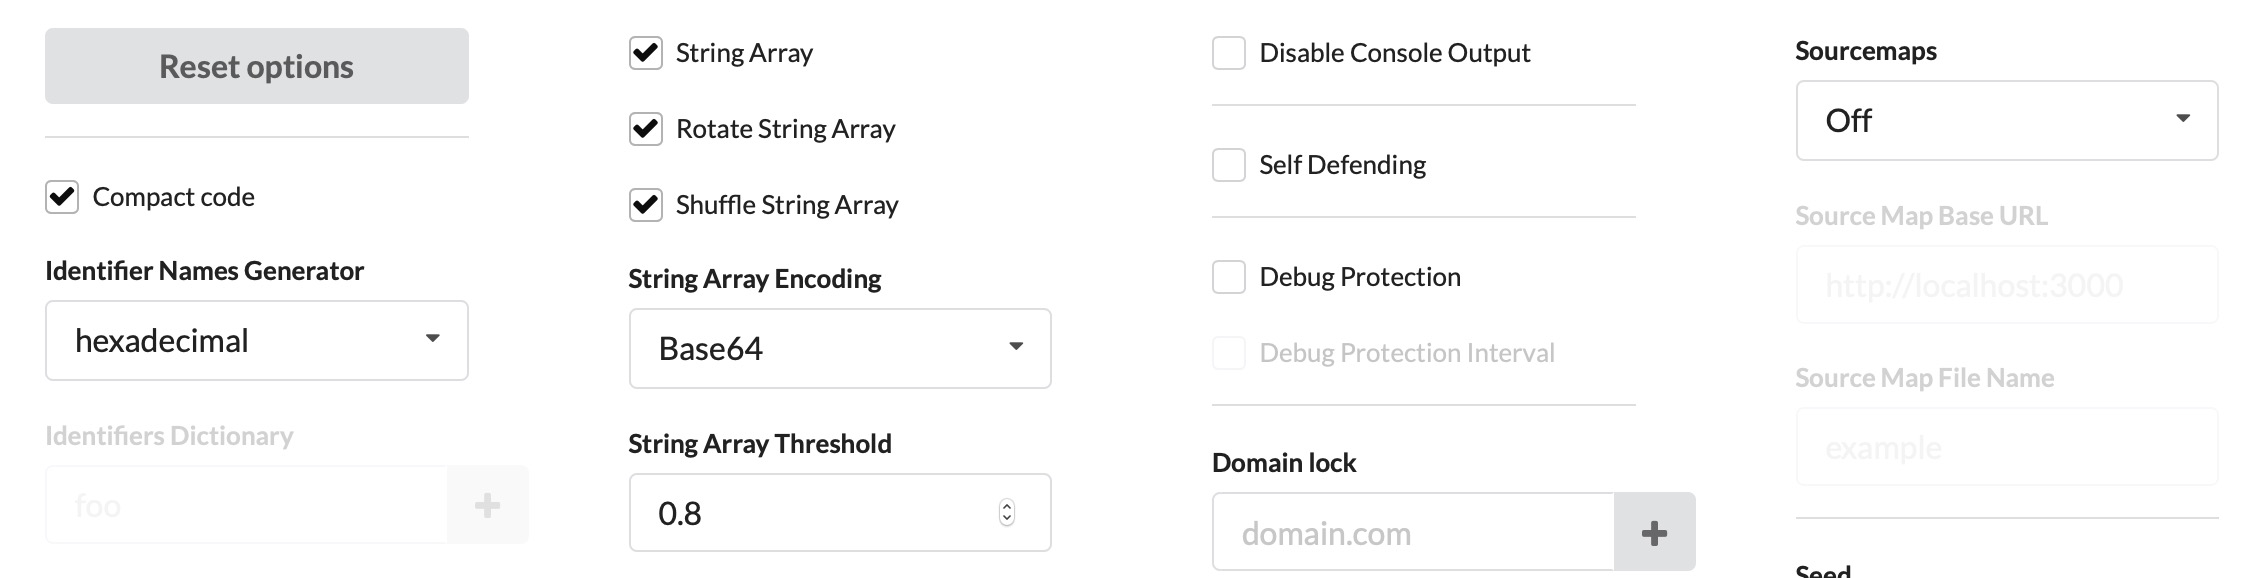 Reset options
Compact code
Identifier Names Generator
hexadecimal
Identifiers Dictionary
foo
String Array
Rotate String Array
Shuffle String Array
String Array Encoding
Base64
String Array Threshold
0.8
Disable Console Output
Self Defending
Debug Protection
Debug Protection Interval
Domain lock
domain.com
Sourcemaps
Off
Source Map Base URL
http://localhost:3000
Source Map File Name
example
Seed